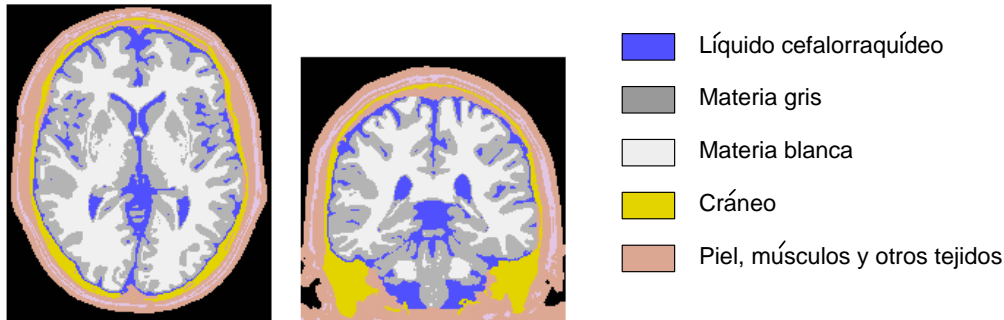 Líquido cefalorraquídeo
Materia gris
Materia blanca
Cráneo
Piel, músculos y otros tejidos